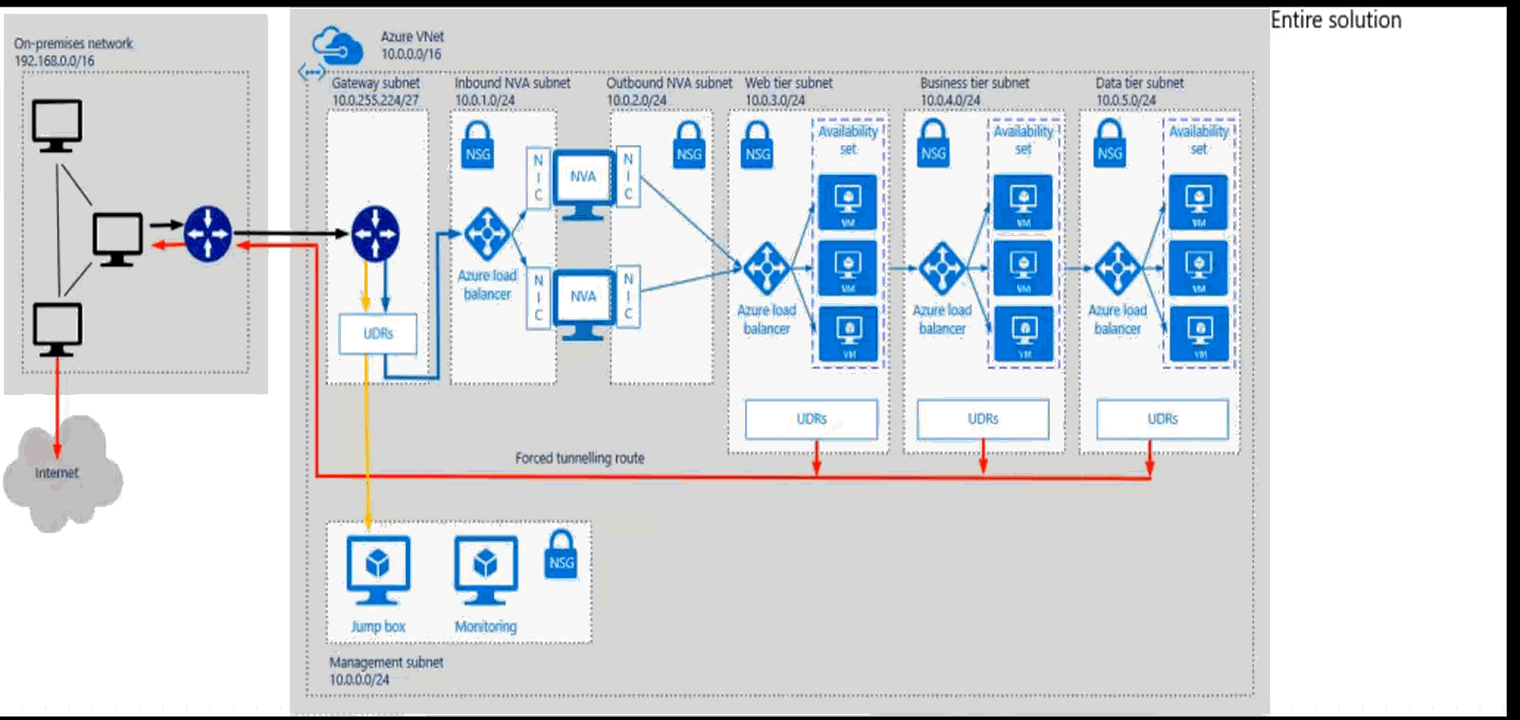 Entire solution
On-premises network
192.168.0.0/16
Internet
Azure VNet
10.0.0.0/16
Gateway subnet
10.0.255.224/27
UDRs
Inbound NVA subnet
10.0.1.0/24
NSG
Azure load
balancer
N
I
C
NVA
N
I
C
N
I
C
NVA
N
I
C
Outbound NVA subnet
10.0.2.0/24
NSG
Web tier subnet
10.0.3.0/24
NSG
Availability
set
VM
VM
VM
Azure load
balancer
UDRs
Business tier subnet
10.0.4.0/24
NSG
Availability
set
VM
VM
VM
Azure load
balancer
UDRs
Data tier subnet
10.0.5.0/24
NSG
Availability
set
VM
VM
VM
Azure load
balancer
UDRs
Forced tunnelling route
NSG
Jump box
Monitoring
Management subnet
10.0.0.0/24